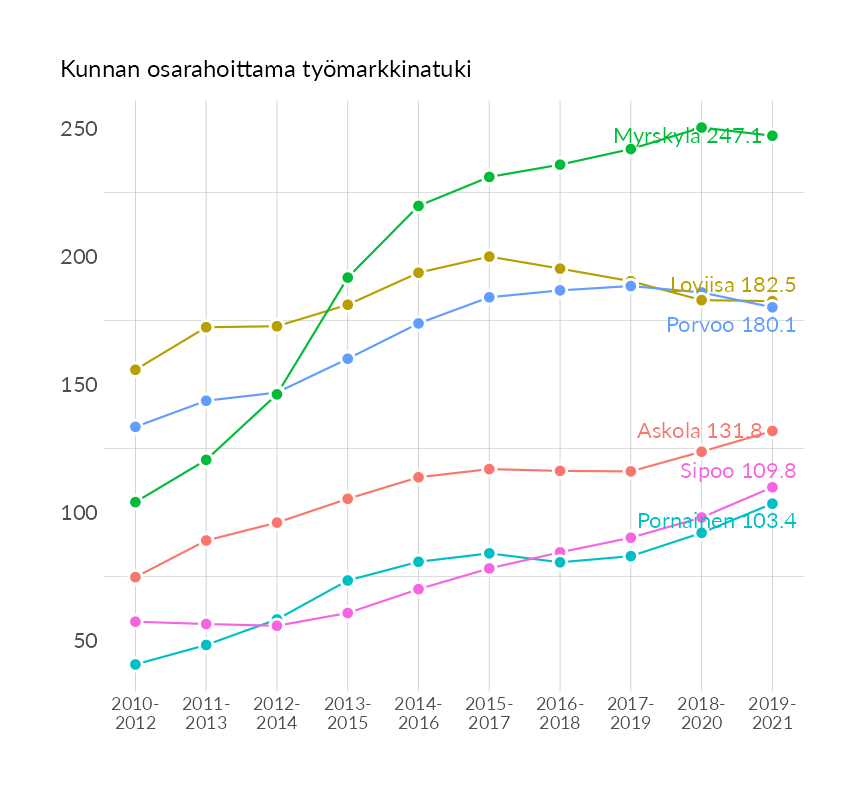 Kunnan osarahoittama työmarkkinatuki
250
Myrskylä 247.1
200
Loviisa 182.5
Porvoo 180.1
150
Askola 131.8
Sipoo 109.8
100
Pornainen 103.4
50
2010- 2011- 2012- 2013- 2014- 2015- 2016- 2017- 2018- 2019-
2012 2013 2014 2015 2016 2017 2018 2019 2020 2021